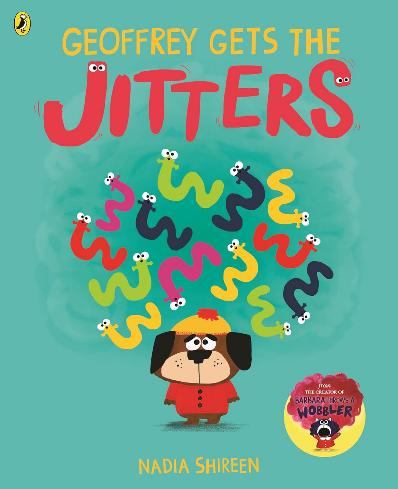 GEOFFREY GETS THE
JITTERS
FROM
THE CREATOR OF
BARBARA THROWS A
WOBBLER
NADIA SHIREEN